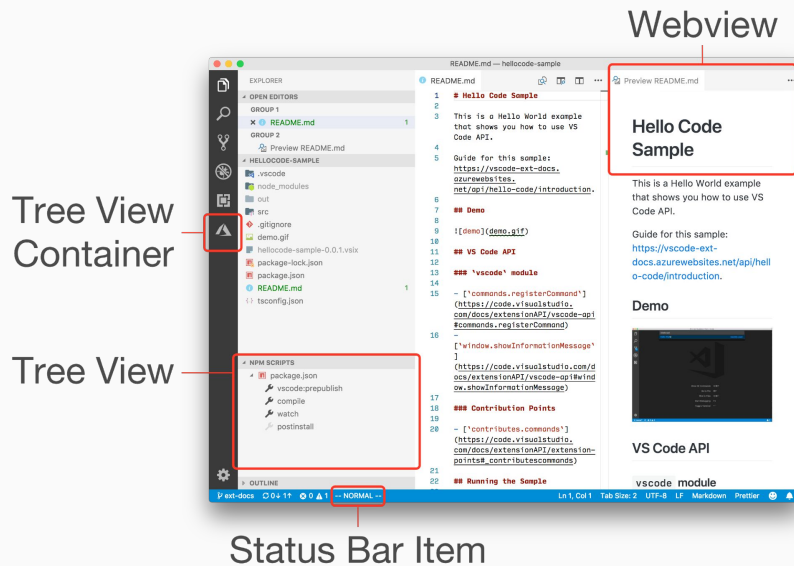 Webview
README.md — hellocode-sample
EXPLORER
OPEN EDITORS
GROUP 1
README.md 1
GROUP 2
Preview README.md
HELLOCODE-SAMPLE
.vscode
node_modules
out
src
.gitignore
demo.gif
hellocode-sample-0.0.1.vsix
package-lock.json
package.json
README.md 1
tsconfig.json
Tree View
Container
Tree View
NPM SCRIPTS
package.json
vscode:prepublish
compile
watch
postinstall
OUTLINE
README.md
1 # Hello Code Sample
2
3 This is a Hello World example
that shows you how to use VS
Code API.
4
5 Guide for this sample:
https://vscode-ext-docs.
azurewebsites.
net/api/hello-code/introduction.
6
7 ## Demo
8
9 ![demo](demo.gif)
10
11 ## VS Code API
12
13 ### `vscode` module
14
15 - [`commands.registerCommand`]
(https://code.visualstudio.
com/docs/extensionAPI/vscode-api
#commands.registerCommand)
16 -
[`window.showInformationMessage`
]
(https://code.visualstudio.com/d
ocs/extensionAPI/vscode-api#wind
ow.showInformationMessage)
17
18 ### Contribution Points
19
20 - [`contributes.commands`]
(https://code.visualstudio.
com/docs/extensionAPI/extension-
points#_contributescommands)
21
22 ## Running the Sample
Preview README.md
Hello Code
Sample
This is a Hello World example
that shows you how to use VS
Code API.
Guide for this sample:
https://vscode-ext-
docs.azurewebsites.net/api/hell
o-code/introduction.
Demo
VS Code API
vscode module
ext-docs 0↓ 1↑ 0 1 -- NORMAL -- Ln 1, Col 1 Tab Size: 2 UTF-8 LF Markdown Prettier
Status Bar Item